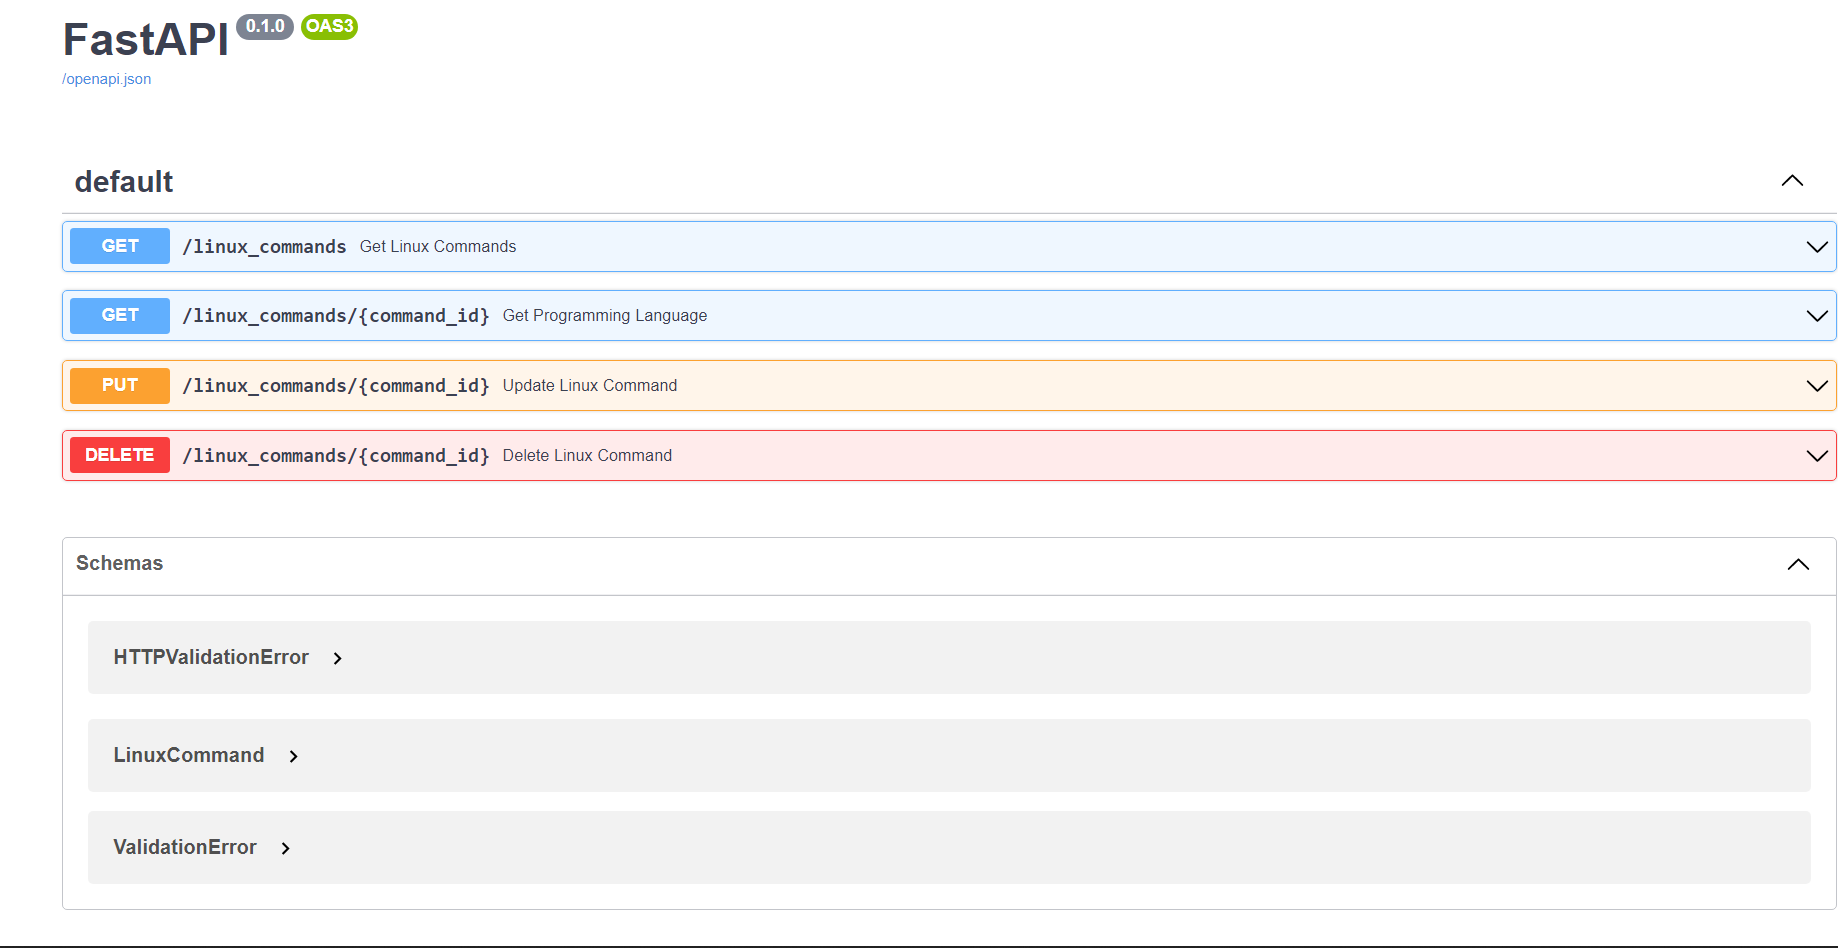 FastAPI 0.1.0 OAS3
/openapi.json
default
GET /linux_commands Get Linux Commands
GET /linux_commands/{command_id} Get Programming Language
PUT /linux_commands/{command_id} Update Linux Command
DELETE /linux_commands/{command_id} Delete Linux Command
Schemas
HTTPValidationError
LinuxCommand
ValidationError